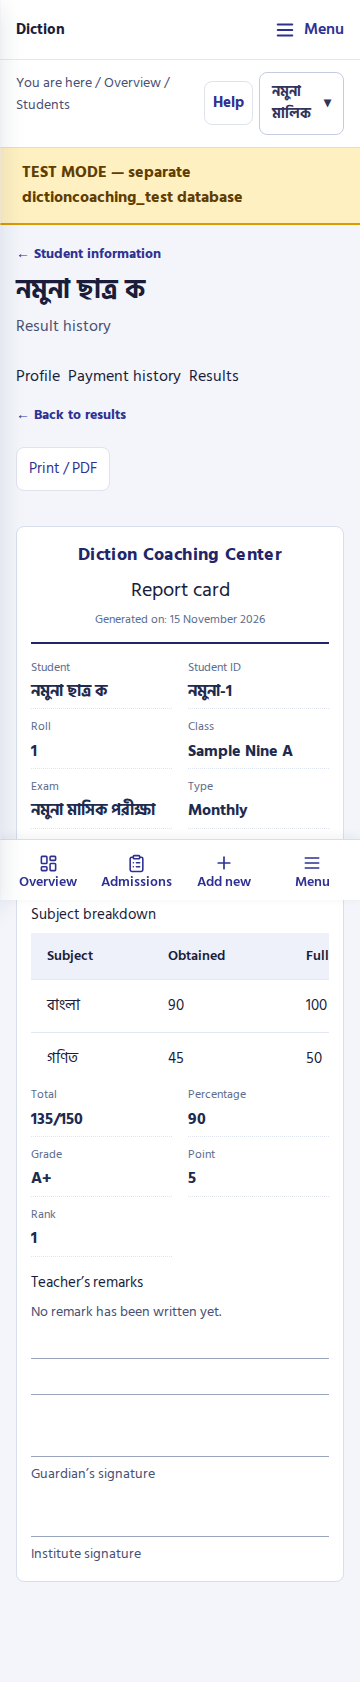 Diction
Menu
You are here / Overview /
Students
Help
নমুনা
মালিক
▼
TEST MODE — separate
dictioncoaching_test database
← Student information
নমুনা ছাত্র ক
Result history
Profile Payment history Results
← Back to results
Print / PDF
Diction Coaching Center
Report card
Generated on: 15 November 2026
Student
Student ID
নমুনা ছাত্র ক
নমুনা-1
Roll
Class
1
Sample Nine A
Exam
Type
নমুনা মাসিক পরীক্ষা
Monthly
Overview
Admissions
Add new
Menu
Subject breakdown
Subject Obtained Full
বাংলা 90 100
গণিত 45 50
Total
Percentage
135/150
90
Grade
Point
A+
5
Rank
1
Teacher’s remarks
No remark has been written yet.
Guardian’s signature
Institute signature